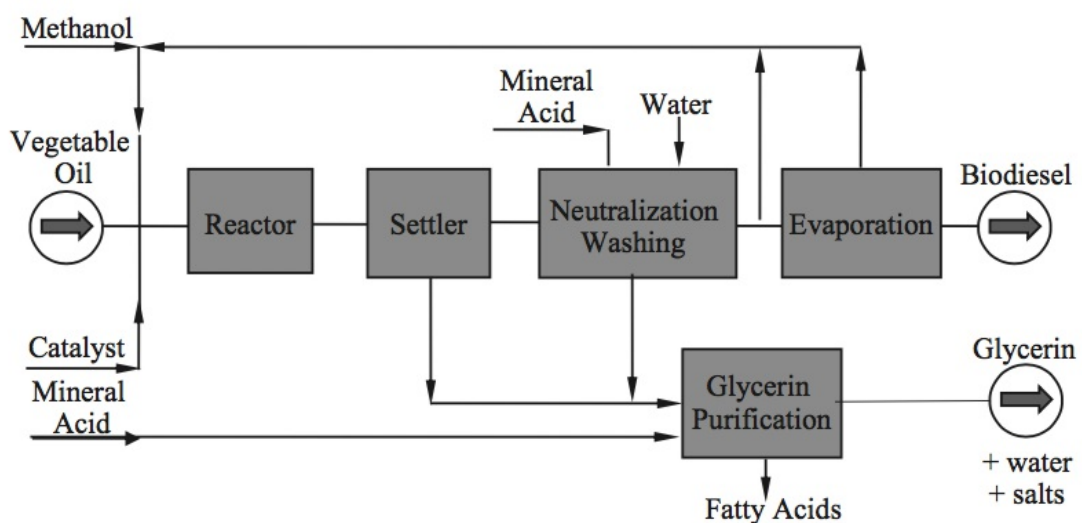 Methanol
Mineral
Acid
Water
Vegetable
Oil
Biodiesel
Reactor
Settler
Neutralization
Washing
Evaporation
Catalyst
Mineral
Acid
Glycerin
Purification
Glycerin
+ water
+ salts
Fatty Acids